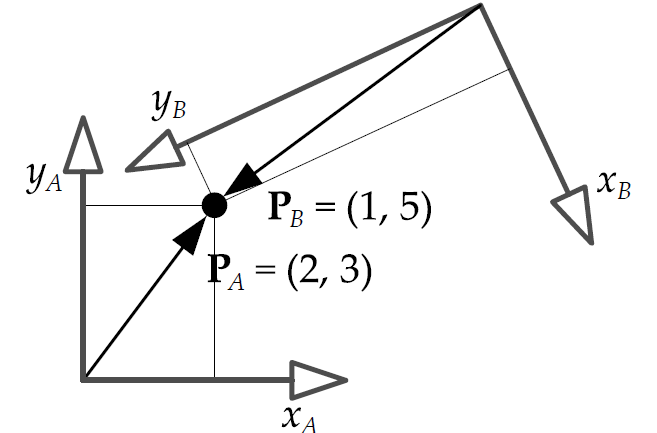 y_B
y_A
x_B
P_B = (1, 5)
P_A = (2, 3)
x_A